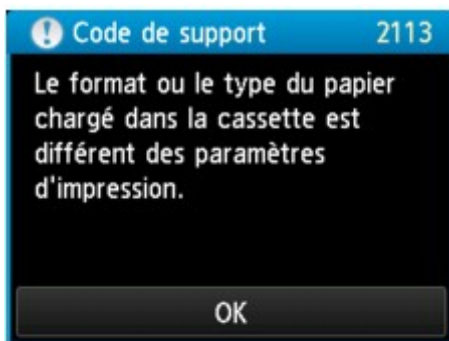 Code de support 2113
Le format ou le type du papier
chargé dans la cassette est
différent des paramètres
d'impression.
OK